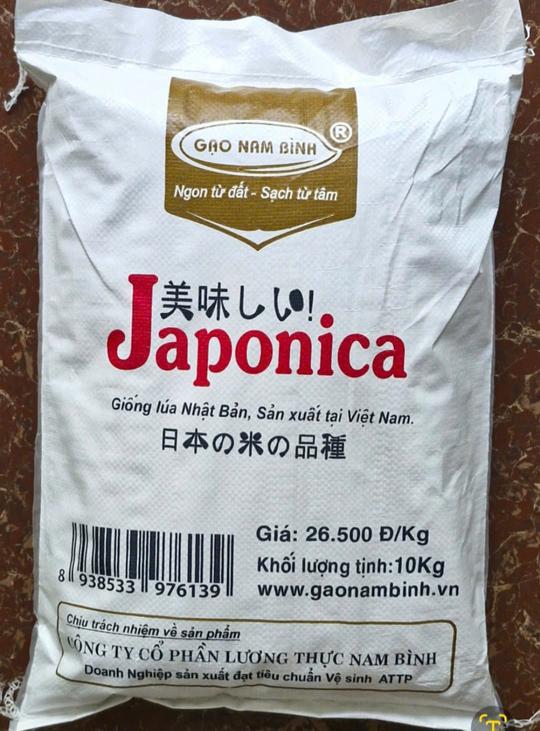 GẠO NAM BÌNH ®
Ngon từ đất - Sạch từ tâm
美味しい!
Japonica
Giống lúa Nhật Bản, Sản xuất tại Việt Nam.
日本の米の品種
Giá: 26.500 Đ/Kg
Khối lượng tịnh:10Kg
www.gaonambinh.vn
8 938533 976139
Chịu trách nhiệm về sản phẩm
CÔNG TY CỔ PHẦN LƯƠNG THỰC NAM BÌNH
Doanh Nghiệp sản xuất đạt tiêu chuẩn Vệ sinh ATTP
T